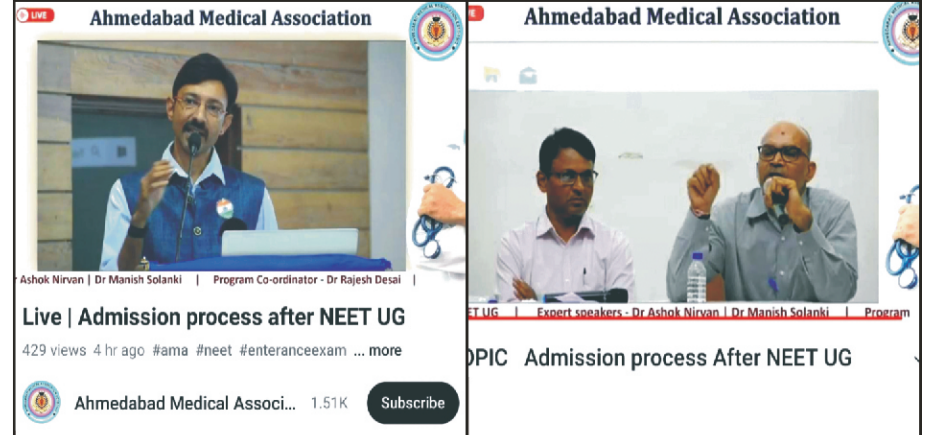 LIVE
Ahmedabad Medical Association
Ashok Nirvan | Dr Manish Solanki | Program Co-ordinator - Dr Rajesh Desai |
Live | Admission process after NEET UG
429 views 4 hr ago #ama #neet #enteranceexam ... more
Ahmedabad Medical Associ... 1.51K Subscribe
Ahmedabad Medical Association
ET UG | Expert speakers - Dr Ashok Nirvan | Dr Manish Solanki | Program
OPIC Admission process After NEET UG